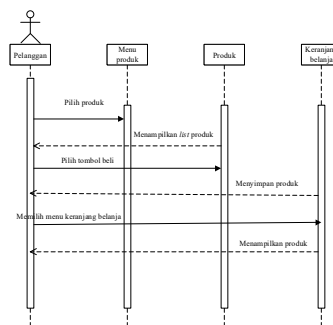 Pelanggan
Menu
produk
Produk
Keranjang
belanja
Pilih produk
Menampilkan list produk
Pilih tombol beli
Menyimpan produk
Memilih menu keranjang belanja
Menampilkan produk